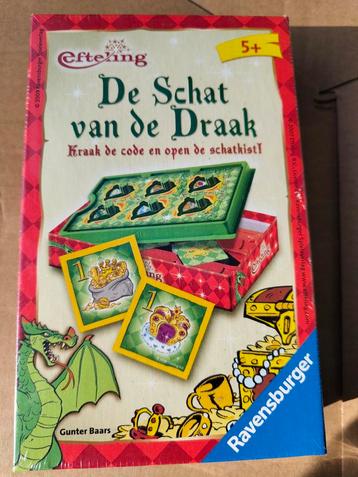 Efteling
5+
De Schat
van de Draak
Kraak de code en open de schatkist!
Efteling
1
1
Gunter Baars
Ravensburger